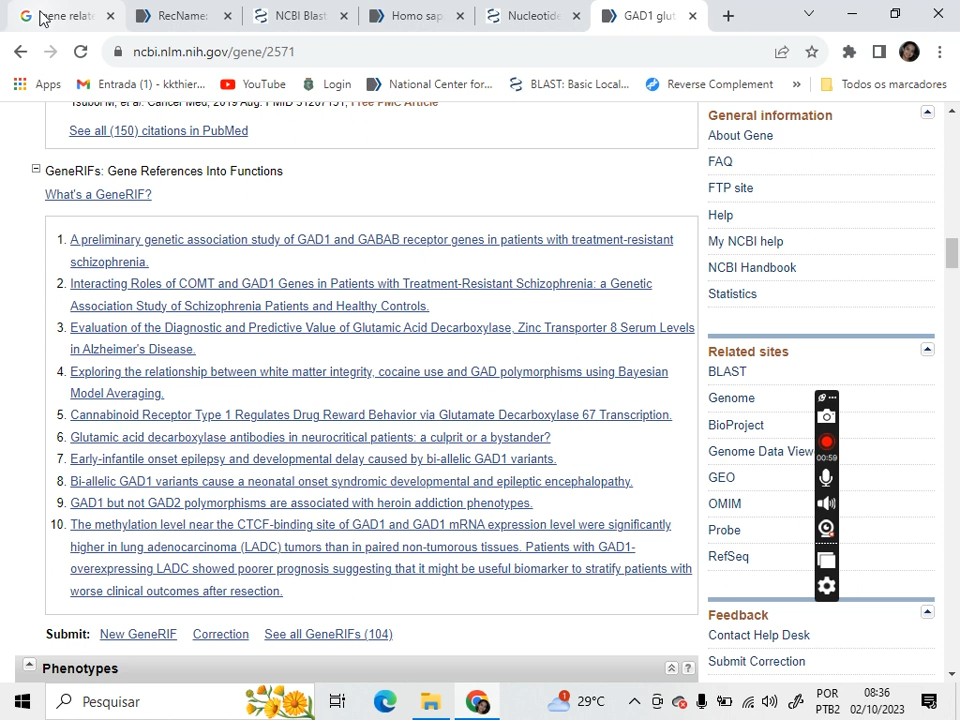 ene relate
RecName:
NCBI Blast
Homo sap
Nucleotide
GAD1 glut
ncbi.nlm.nih.gov/gene/2571
Apps
Entrada (1) - kkthier...
YouTube
Login
National Center for...
BLAST: Basic Local...
Reverse Complement
»
Todos os marcadores
See all (150) citations in PubMed
GeneRIFs: Gene References Into Functions
What's a GeneRIF?
1. A preliminary genetic association study of GAD1 and GABAB receptor genes in patients with treatment-resistant
schizophrenia.
2. Interacting Roles of COMT and GAD1 Genes in Patients with Treatment-Resistant Schizophrenia: a Genetic
Association Study of Schizophrenia Patients and Healthy Controls.
3. Evaluation of the Diagnostic and Predictive Value of Glutamic Acid Decarboxylase, Zinc Transporter 8 Serum Levels
in Alzheimer's Disease.
4. Exploring the relationship between white matter integrity, cocaine use and GAD polymorphisms using Bayesian
Model Averaging.
5. Cannabinoid Receptor Type 1 Regulates Drug Reward Behavior via Glutamate Decarboxylase 67 Transcription.
6. Glutamic acid decarboxylase antibodies in neurocritical patients: a culprit or a bystander?
7. Early-infantile onset epilepsy and developmental delay caused by bi-allelic GAD1 variants.
8. Bi-allelic GAD1 variants cause a neonatal onset syndromic developmental and epileptic encephalopathy.
9. GAD1 but not GAD2 polymorphisms are associated with heroin addiction phenotypes.
10. The methylation level near the CTCF-binding site of GAD1 and GAD1 mRNA expression level were significantly
higher in lung adenocarcinoma (LADC) tumors than in paired non-tumorous tissues. Patients with GAD1-
overexpressing LADC showed poorer prognosis suggesting that it might be useful biomarker to stratify patients with
worse clinical outcomes after resection.
Submit: New GeneRIF Correction See all GeneRIFs (104)
Phenotypes
?
General information
About Gene
FAQ
FTP site
Help
My NCBI help
NCBI Handbook
Statistics
Related sites
BLAST
Genome
BioProject
Genome Data View
GEO
OMIM
Probe
RefSeq
00:59
Feedback
Contact Help Desk
Submit Correction
Pesquisar
1
29°C
POR
PTB2
08:36
02/10/2023